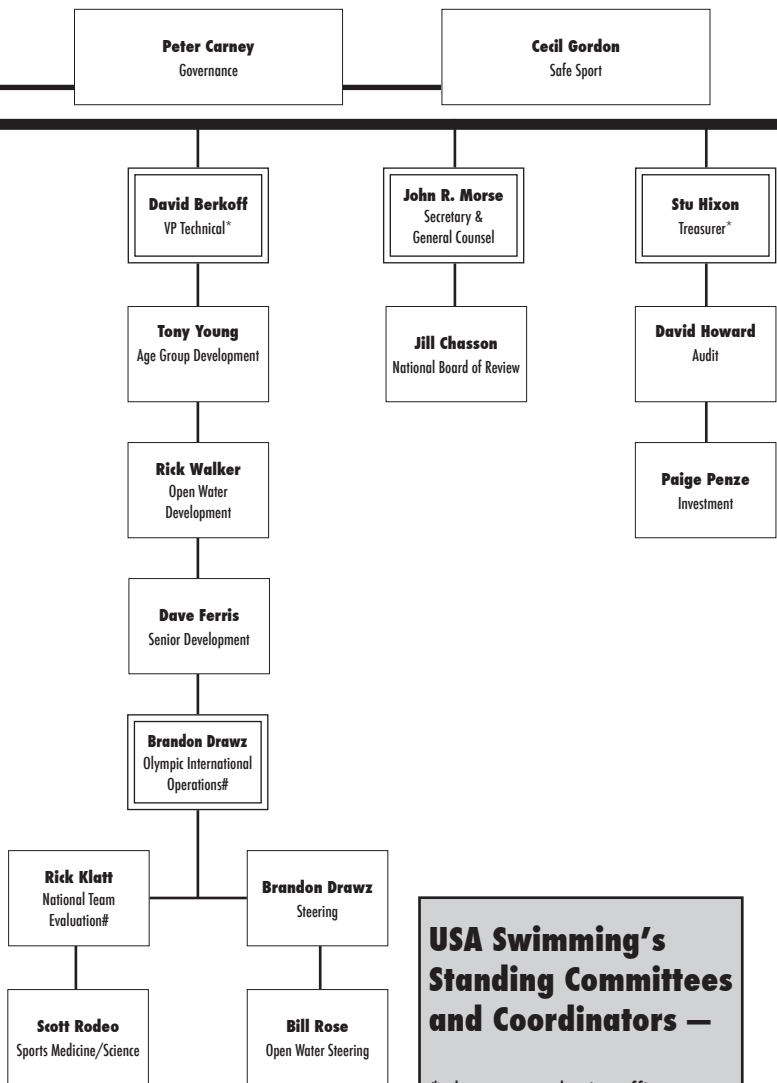 Peter Carney
Governance
Cecil Gordon
Safe Sport
David Berkoff
VP Technical*
John R. Morse
Secretary &
General Counsel
Stu Hixon
Treasurer*
Tony Young
Age Group Development
Jill Chasson
National Board of Review
David Howard
Audit
Rick Walker
Open Water
Development
Paige Penze
Investment
Dave Ferris
Senior Development
Brandon Drawz
Olympic International
Operations#
Rick Klatt
National Team
Evaluation#
Brandon Drawz
Steering
Scott Rodeo
Sports Medicine/Science
Bill Rose
Open Water Steering
USA Swimming's
Standing Committees
and Coordinators —